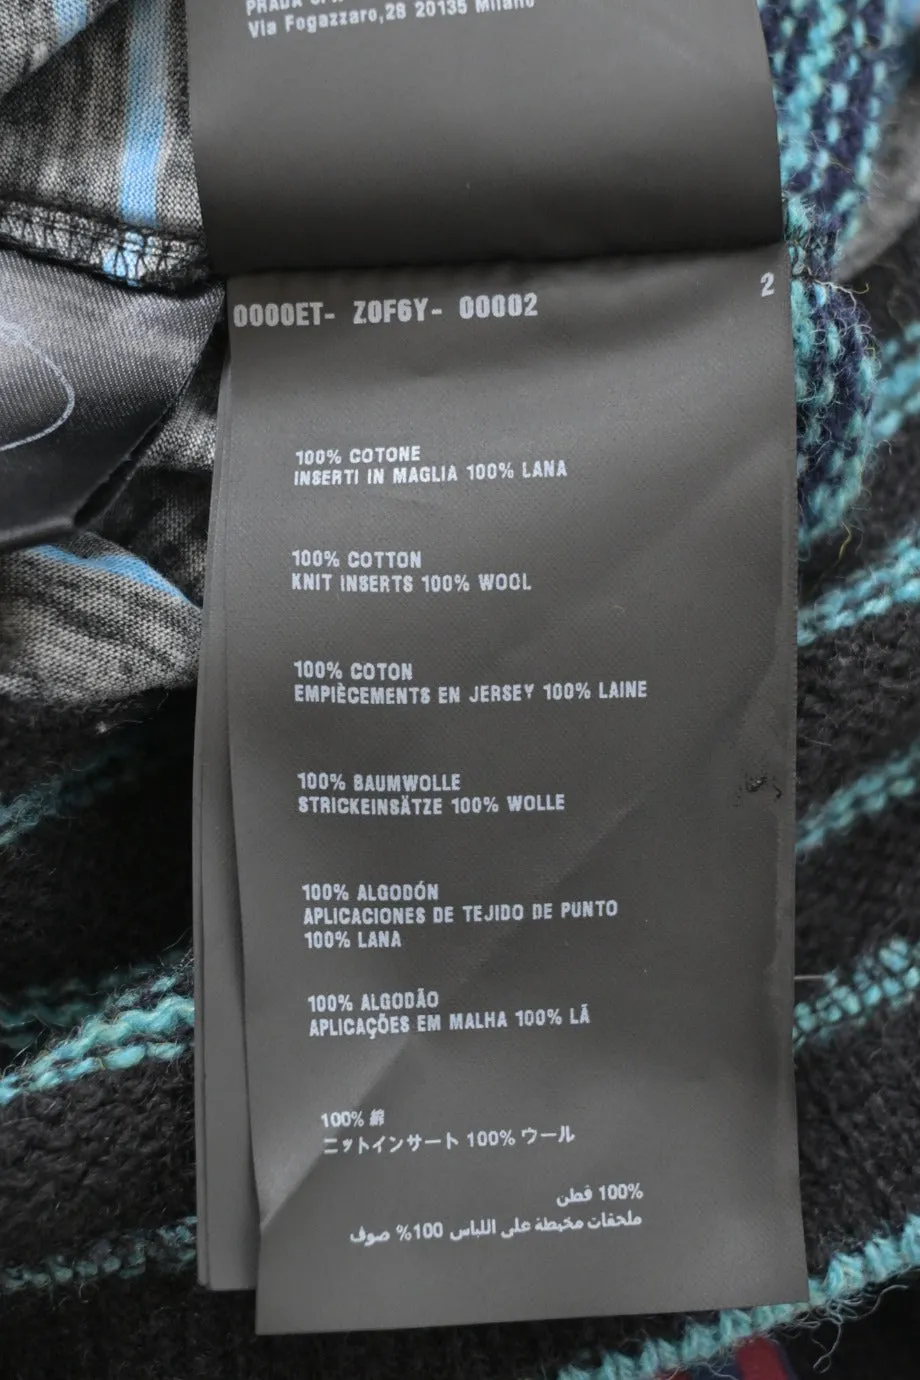 PRADA S.P.A.
Via Fogazzaro,28 20135 Milano
2
0000ET- Z0F6Y- 00002
100% COTONE
INSERTI IN MAGLIA 100% LANA
100% COTTON
KNIT INSERTS 100% WOOL
100% COTON
EMPIÈCEMENTS EN JERSEY 100% LAINE
100% BAUMWOLLE
STRICKEINSÄTZE 100% WOLLE
100% ALGODÓN
APLICACIONES DE TEJIDO DE PUNTO
100% LANA
100% ALGODÃO
APLICAÇÕES EM MALHA 100% LÃ
100% 綿
ニットインサート 100% ウール
100% قطن
ملحقات مخيطة على اللباس 100% صوف